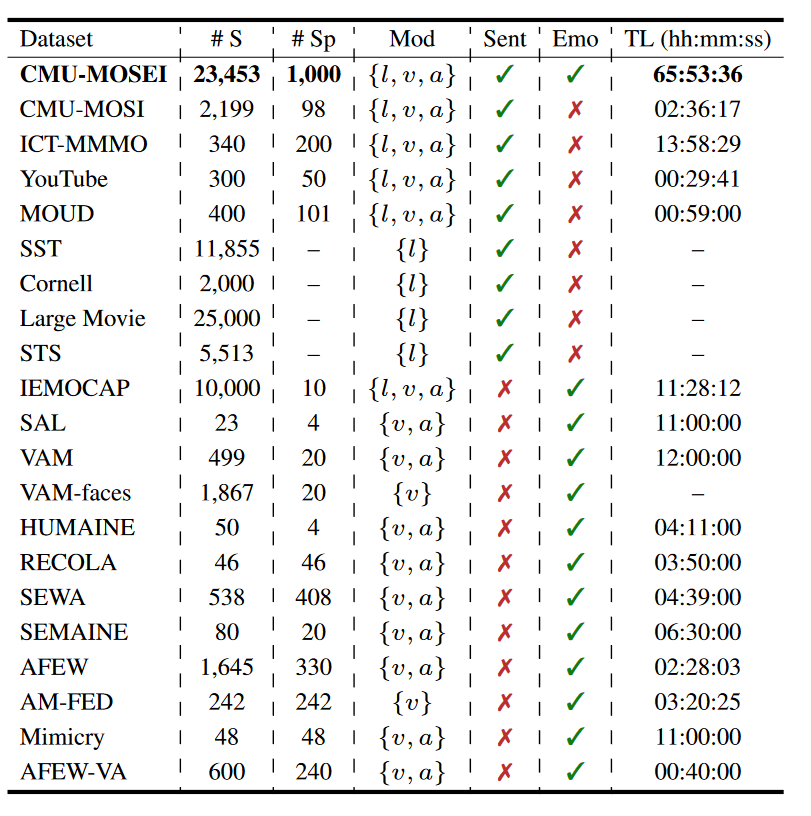 Dataset # S # Sp Mod Sent Emo TL (hh:mm:ss)
CMU-MOSEI 23,453 1,000 {l, v, a} ✓ ✓ 65:53:36
CMU-MOSI 2,199 98 {l, v, a} ✓ ✗ 02:36:17
ICT-MMMO 340 200 {l, v, a} ✓ ✗ 13:58:29
YouTube 300 50 {l, v, a} ✓ ✗ 00:29:41
MOUD 400 101 {l, v, a} ✓ ✗ 00:59:00
SST 11,855 – {l} ✓ ✗ –
Cornell 2,000 – {l} ✓ ✗ –
Large Movie 25,000 – {l} ✓ ✗ –
STS 5,513 – {l} ✓ ✗ –
IEMOCAP 10,000 10 {l, v, a} ✗ ✓ 11:28:12
SAL 23 4 {v, a} ✗ ✓ 11:00:00
VAM 499 20 {v, a} ✗ ✓ 12:00:00
VAM-faces 1,867 20 {v} ✗ ✓ –
HUMAINE 50 4 {v, a} ✗ ✓ 04:11:00
RECOLA 46 46 {v, a} ✗ ✓ 03:50:00
SEWA 538 408 {v, a} ✗ ✓ 04:39:00
SEMAINE 80 20 {v, a} ✗ ✓ 06:30:00
AFEW 1,645 330 {v, a} ✗ ✓ 02:28:03
AM-FED 242 242 {v} ✗ ✓ 03:20:25
Mimicry 48 48 {v, a} ✗ ✓ 11:00:00
AFEW-VA 600 240 {v, a} ✗ ✓ 00:40:00